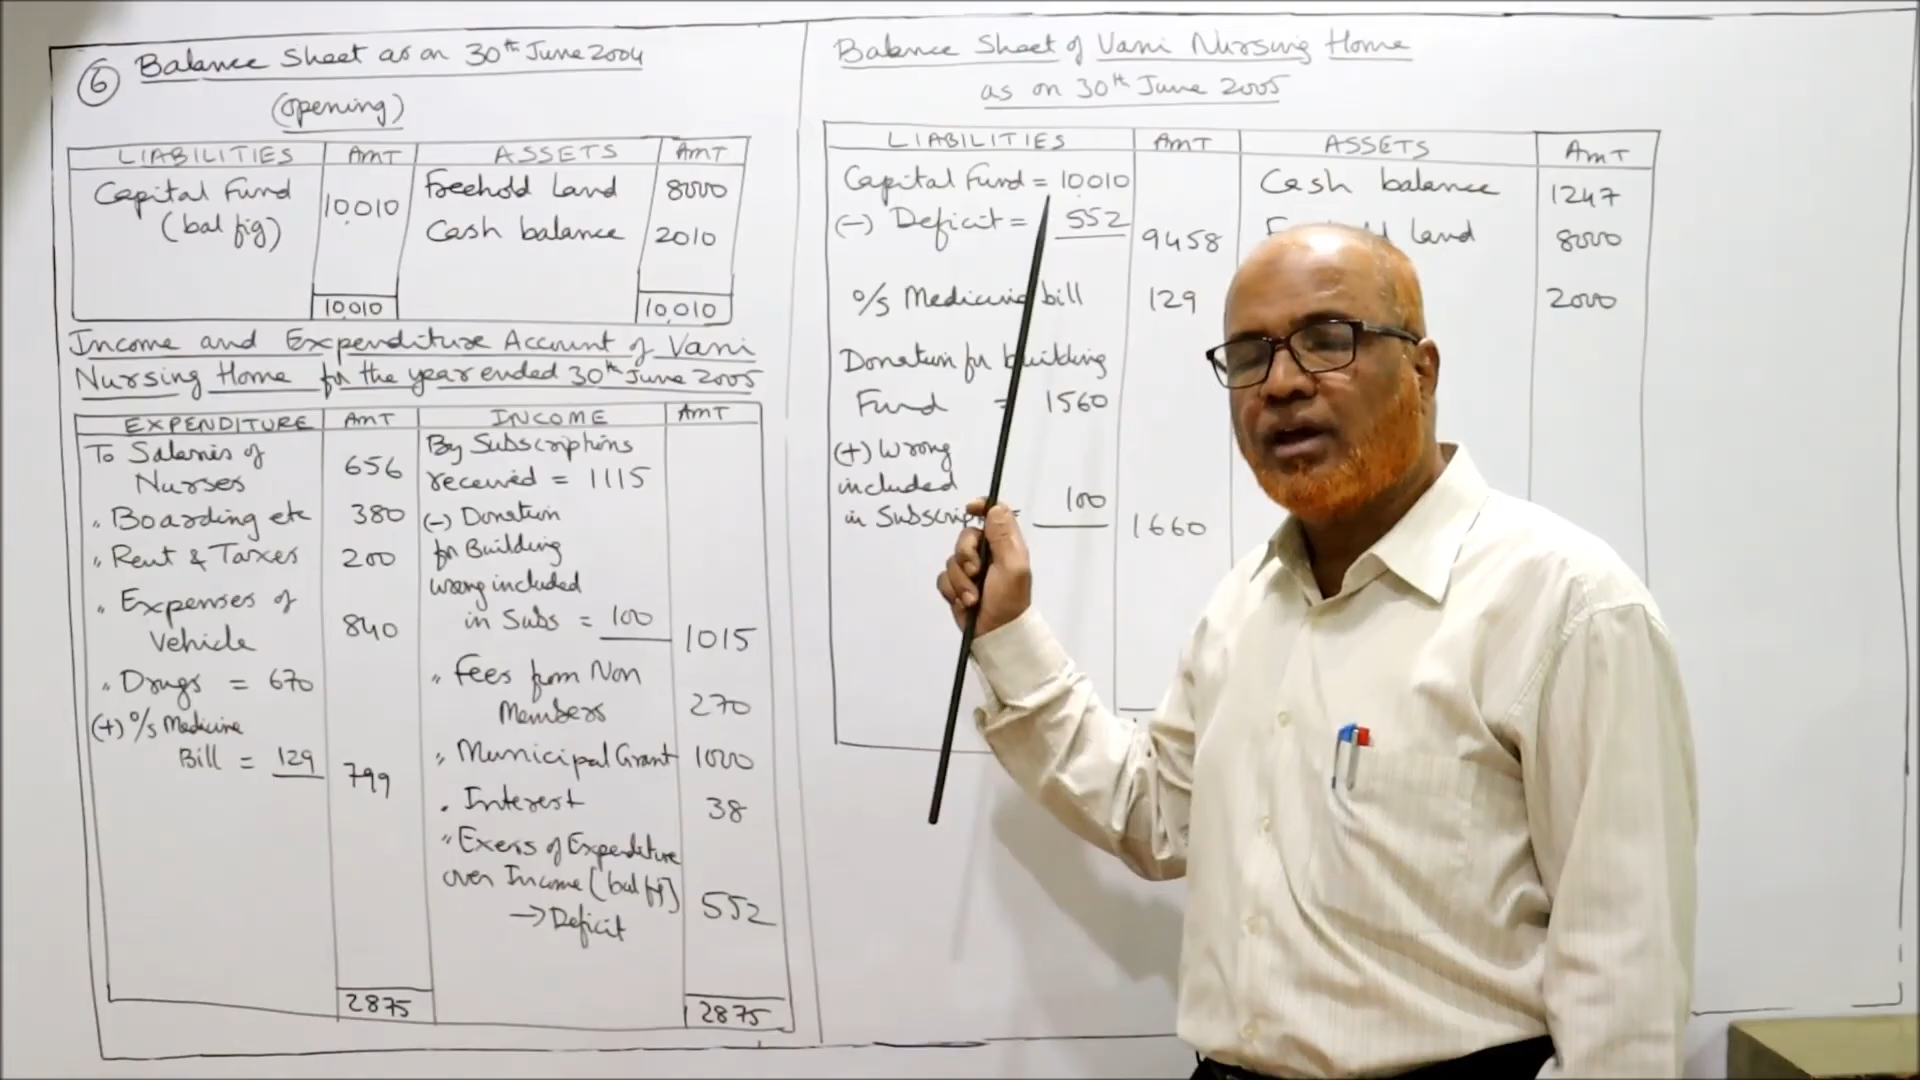 6
Balance Sheet as on 30th June 2004
(opening)
LIABILITIES AMT ASSETS AMT
Capital Fund 10,010 Freehold Land 8000
(bal fig) Cash balance 2010
10,010 10,010
Income and Expenditure Account of Vani
Nursing Home for the year ended 30th June 2005
EXPENDITURE AMT INCOME AMT
To Salaries of
Nurses 656
" Boarding etc 380
" Rent & Taxes 200
" Expenses of
Vehicle 840
" Drugs = 670
(+) O/s Medicine
Bill = 129 799
2875
By Subscriptions
received = 1115
(-) Donation
for Building
wrong included
in Subs = 100 1015
" Fees from Non
Members 270
" Municipal Grant 1000
" Interest 38
" Exess of Expenditure
over Income (bal fig)
→ Deficit 552
2875
Balance Sheet of Vani Nursing Home
as on 30th June 2005
LIABILITIES AMT ASSETS AMT
Capital Fund = 10,010
(-) Deficit = 552 9458
O/s Medicine bill 129
Donation for building
Fund = 1560
(+) Wrong
included
in 100 1660
Cash balance 1247
land 8000
2000